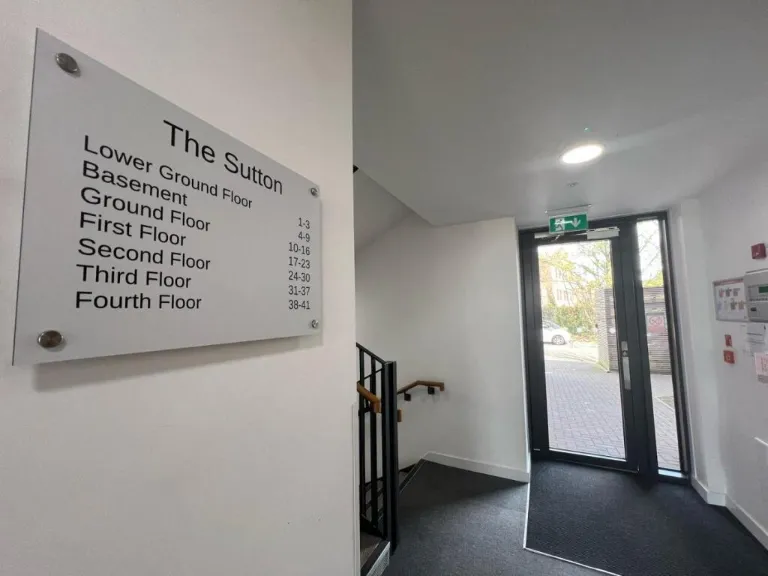 The Sutton
Lower Ground Floor 1-3
Basement 4-9
Ground Floor 10-16
First Floor 17-23
Second Floor 24-30
Third Floor 31-37
Fourth Floor 38-41